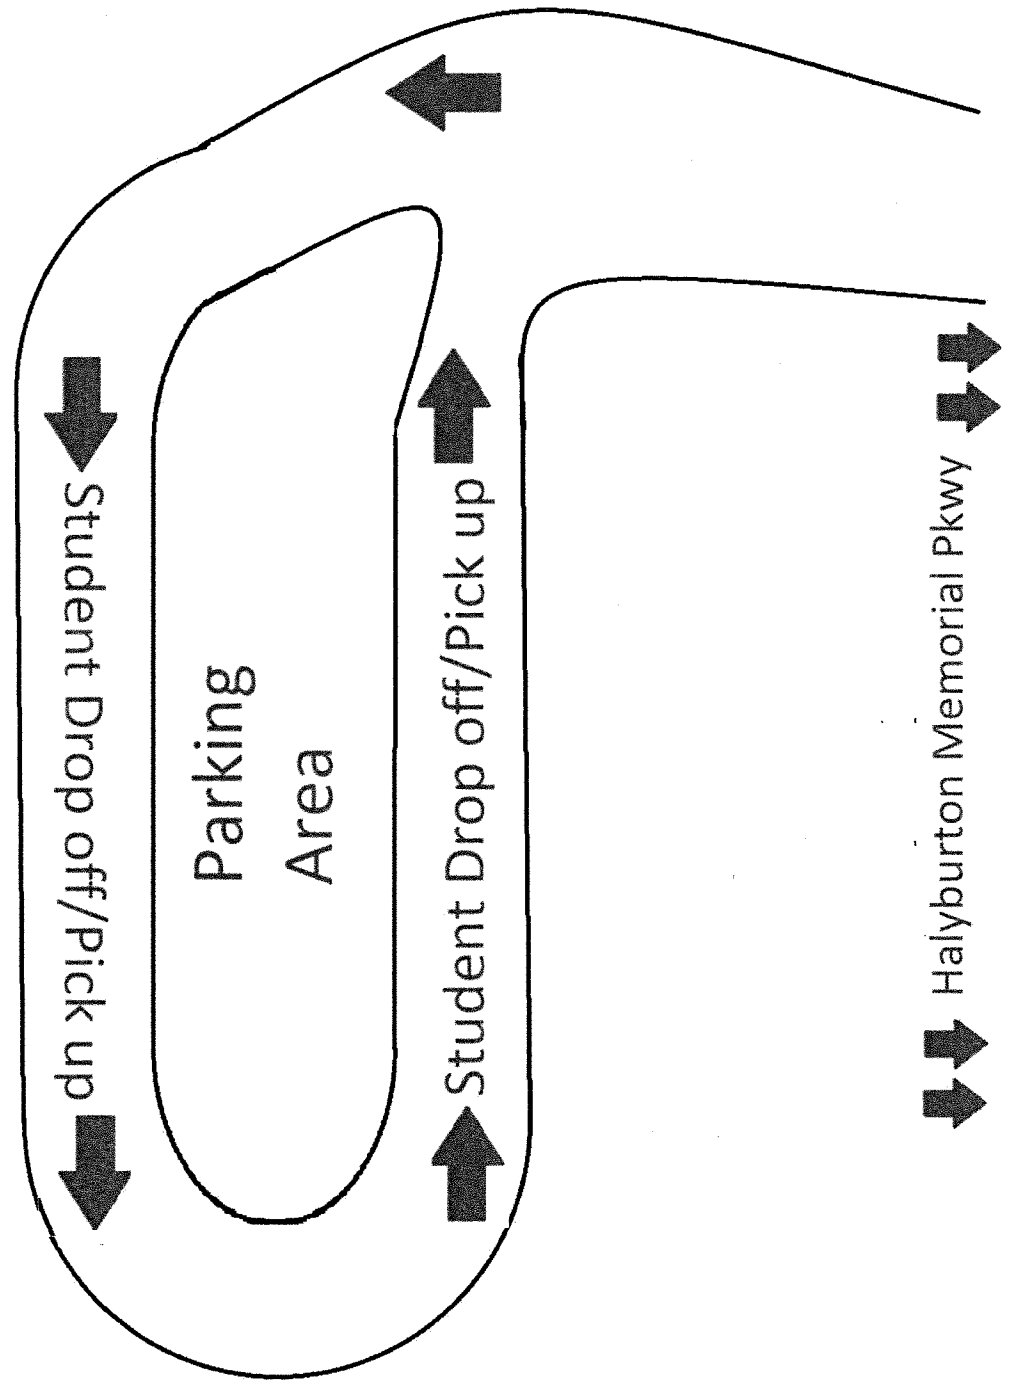 Student Drop off/Pick up
Parking
Area
Student Drop off/Pick up
Halyburton Memorial Pkwy